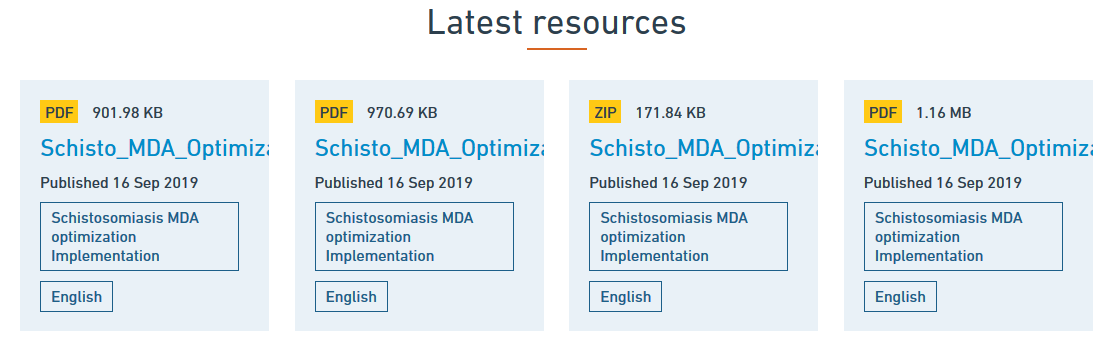 Latest resources
PDF 901.98 KB
Schisto_MDA_Optimiza
Published 16 Sep 2019
Schistosomiasis MDA
optimization
Implementation
English
PDF 970.69 KB
Schisto_MDA_Optimiza
Published 16 Sep 2019
Schistosomiasis MDA
optimization
Implementation
English
ZIP 171.84 KB
Schisto_MDA_Optimiza
Published 16 Sep 2019
Schistosomiasis MDA
optimization
Implementation
English
PDF 1.16 MB
Schisto_MDA_Optimiza
Published 16 Sep 2019
Schistosomiasis MDA
optimization
Implementation
English